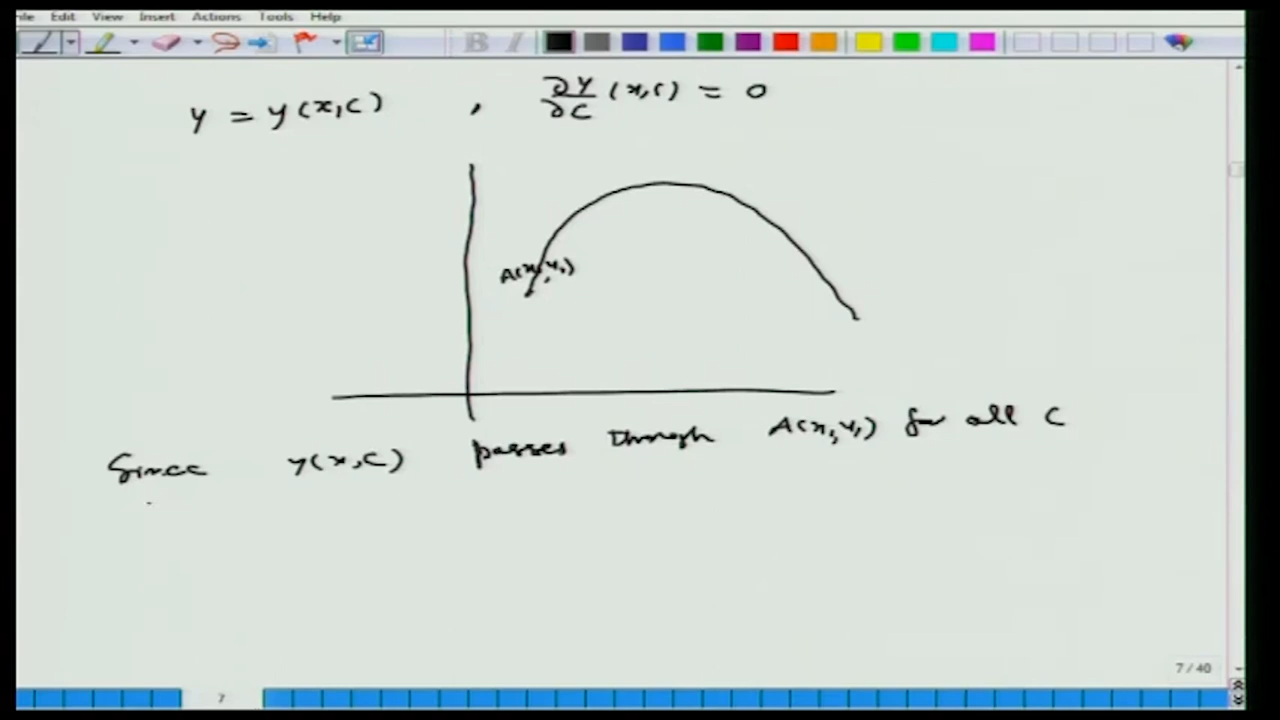 File Edit View Insert Actions Tools Help
B I
y = y(x,c) , ∂y/∂c (x,c) = 0
A(x₁,y₁)
Since y(x,c) passes through A(x₁,y₁) for all c
7 / 40
7